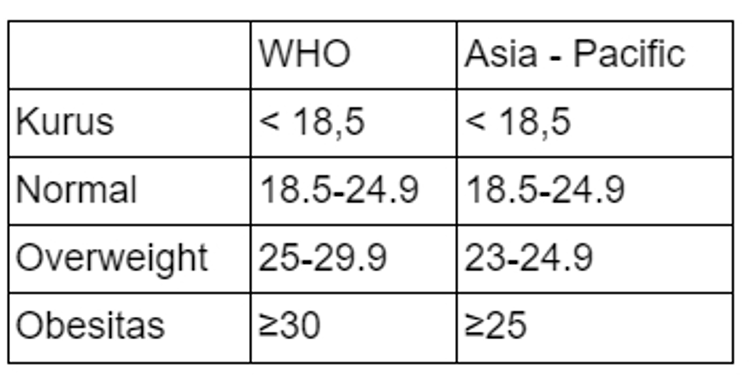 WHO Asia - Pacific
Kurus < 18,5 < 18,5
Normal 18.5-24.9 18.5-24.9
Overweight 25-29.9 23-24.9
Obesitas ≥30 ≥25